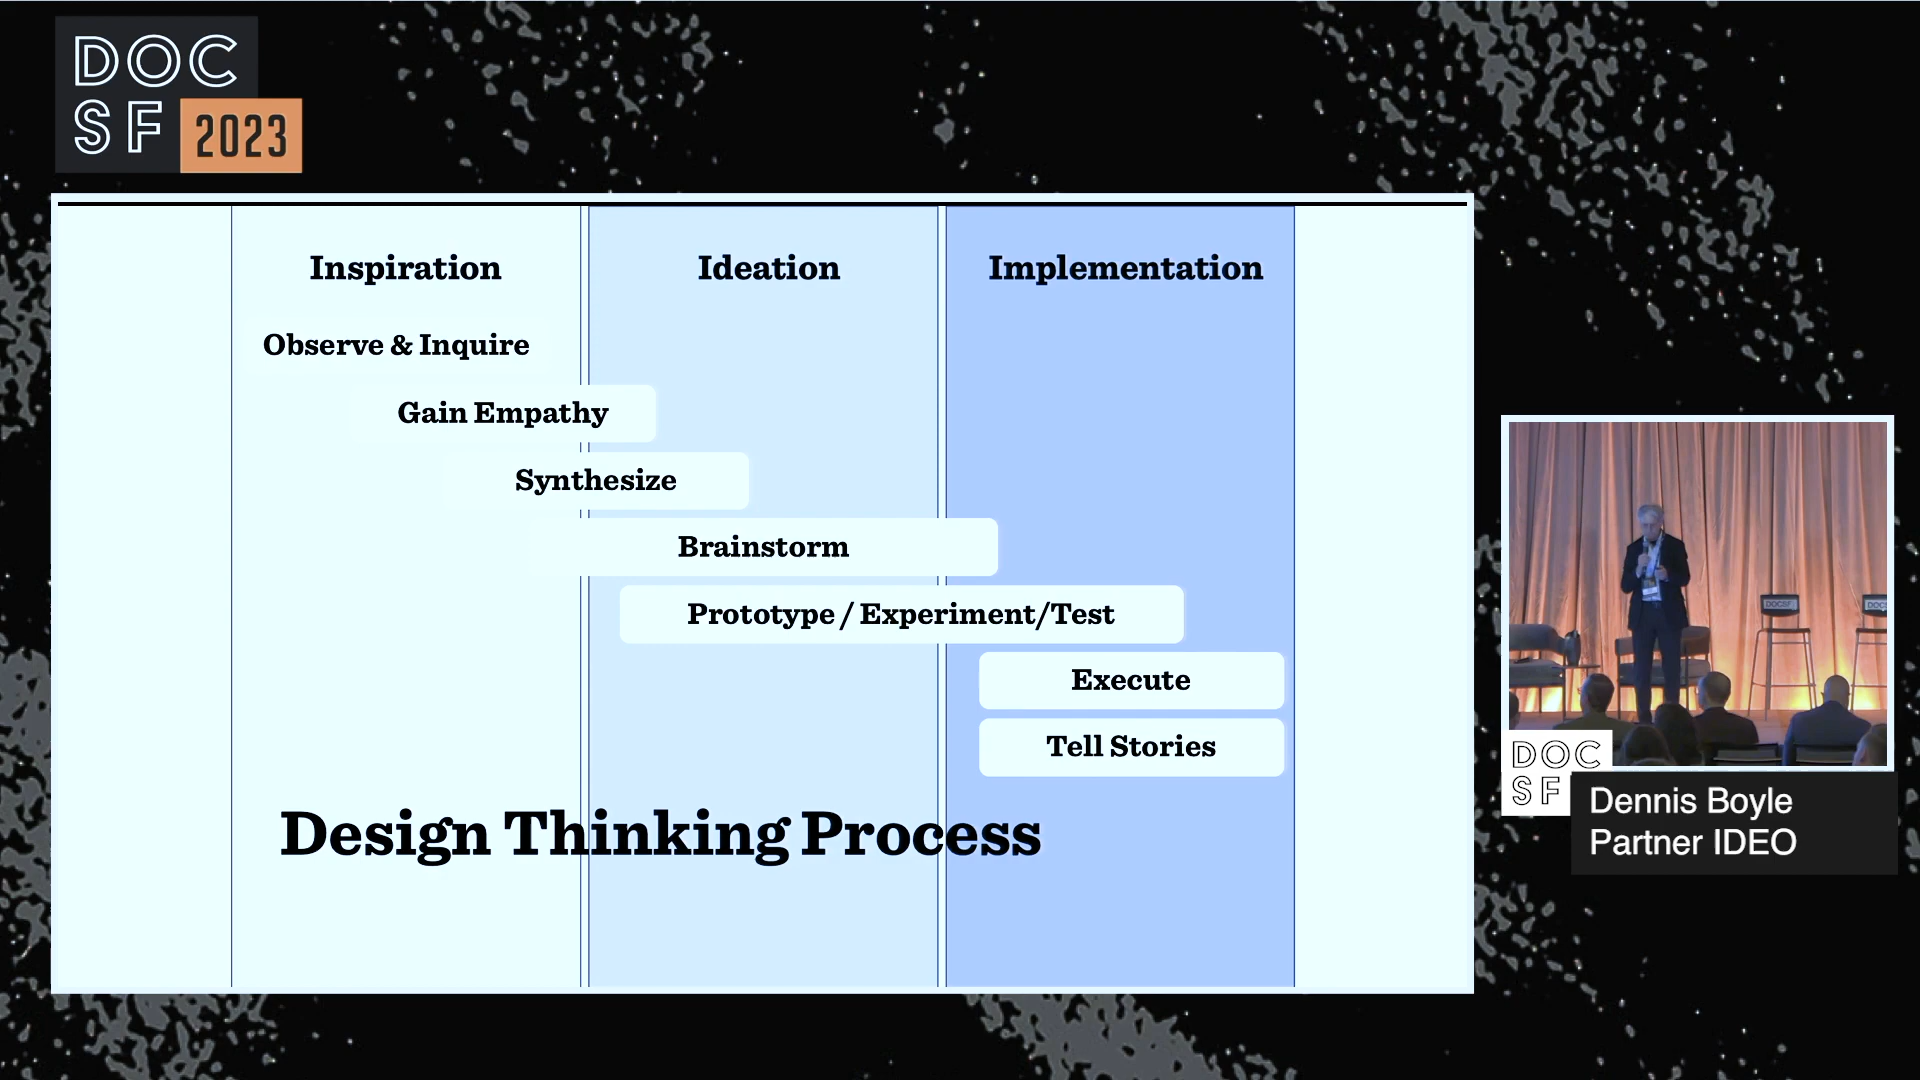 DOC
SF 2023
Inspiration
Ideation
Implementation
Observe & Inquire
Gain Empathy
Synthesize
Brainstorm
Prototype / Experiment/Test
Execute
Tell Stories
Design Thinking Process
DOCSF
DOC
SF
Dennis Boyle
Partner IDEO